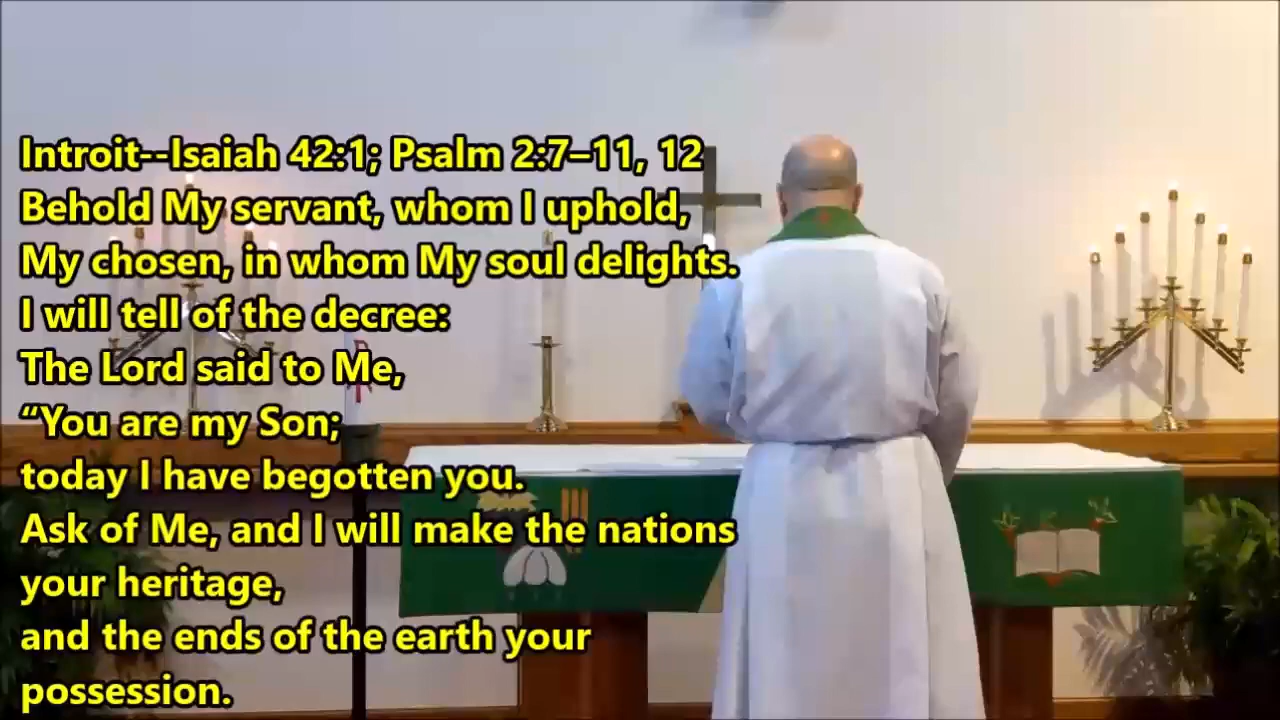 Introit--Isaiah 42:1; Psalm 2:7–11, 12
Behold My servant, whom I uphold,
My chosen, in whom My soul delights.
I will tell of the decree:
The Lord said to Me,
“You are my Son;
today I have begotten you.
Ask of Me, and I will make the nations
your heritage,
and the ends of the earth your
possession.